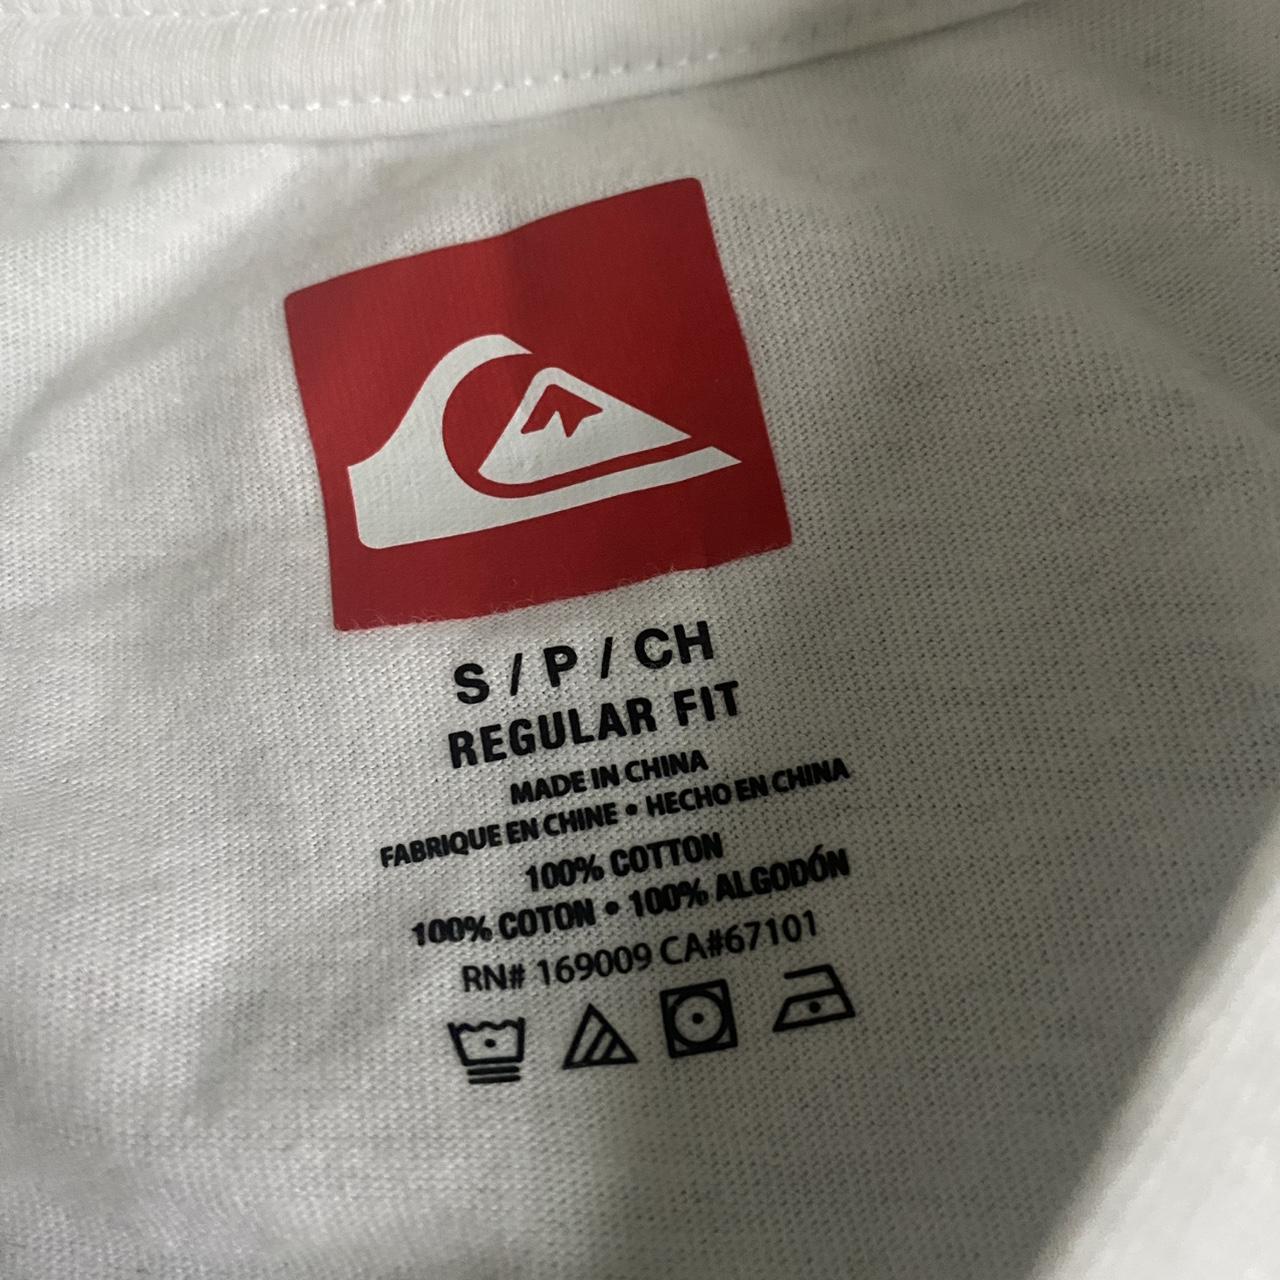 S / P / CH
REGULAR FIT
MADE IN CHINA
FABRIQUE EN CHINE • HECHO EN CHINA
100% COTTON
100% COTON • 100% ALGODÓN
RN# 169009 CA#67101